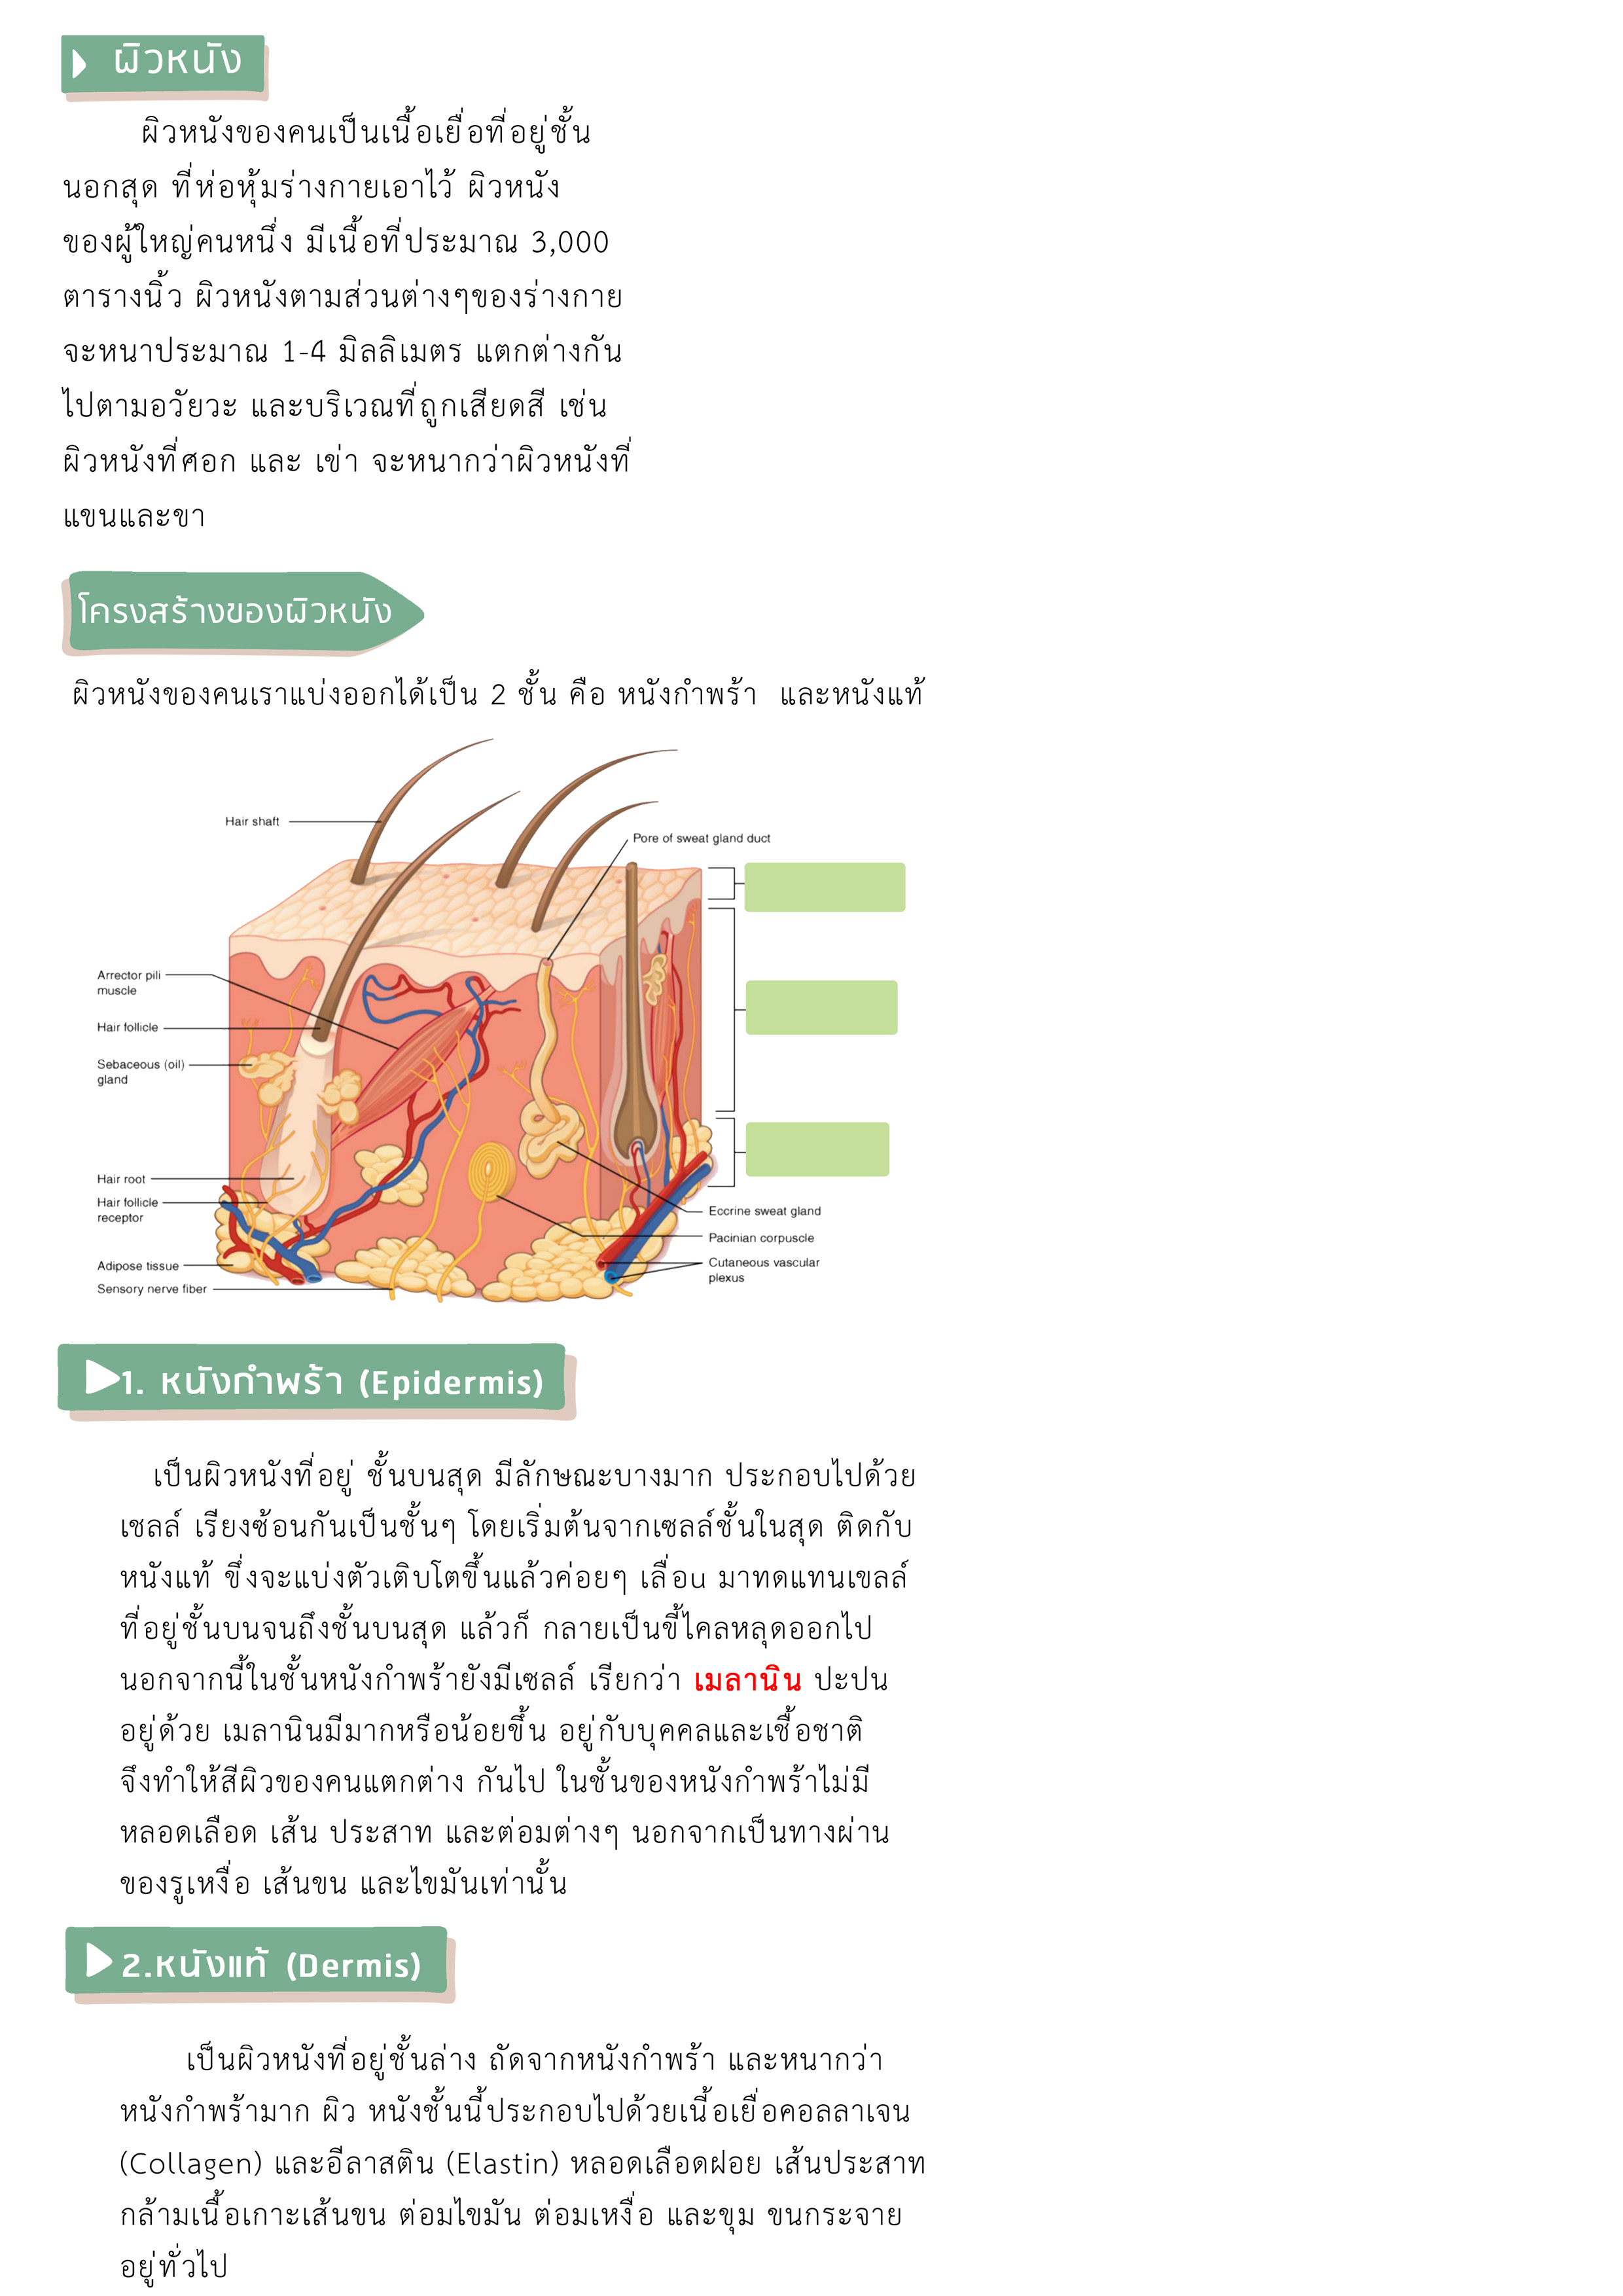 ผิวหนัง
ผิวหนังของคนเป็นเนื้อเยื่อที่อยู่ชั้น
นอกสุด ที่ห่อหุ้มร่างกายเอาไว้ ผิวหนัง
ของผู้ใหญ่คนหนึ่ง มีเนื้อที่ประมาณ 3,000
ตารางนิ้ว ผิวหนังตามส่วนต่างๆของร่างกาย
จะหนาประมาณ 1-4 มิลลิเมตร แตกต่างกัน
ไปตามอวัยวะ และบริเวณที่ถูกเสียดสี เช่น
ผิวหนังที่ศอก และ เข่า จะหนากว่าผิวหนังที่
แขนและขา
โครงสร้างของผิวหนัง
ผิวหนังของคนเราแบ่งออกได้เป็น 2 ชั้น คือ หนังกำพร้า และหนังแท้
Hair shaft
Pore of sweat gland duct
Arrector pili
muscle
Hair follicle
Sebaceous (oil)
gland
Hair root
Hair follicle
receptor
Adipose tissue
Sensory nerve fiber
Eccrine sweat gland
Pacinian corpuscle
Cutaneous vascular
plexus
1. หนังกำพร้า (Epidermis)
เป็นผิวหนังที่อยู่ ชั้นบนสุด มีลักษณะบางมาก ประกอบไปด้วย
เชลล์ เรียงซ้อนกันเป็นชั้นๆ โดยเริ่มต้นจากเซลล์ชั้นในสุด ติดกับ
หนังแท้ ขึ่งจะแบ่งตัวเติบโตขึ้นแล้วค่อยๆ เลื่อu มาทดแทนเขลล์
ที่อยู่ชั้นบนจนถึงชั้นบนสุด แล้วก็ กลายเป็นขี้ไคลหลุดออกไป
นอกจากนี้ในชั้นหนังกำพร้ายังมีเซลล์ เรียกว่า เมลานิน ปะปน
อยู่ด้วย เมลานินมีมากหรือน้อยขึ้น อยู่กับบุคคลและเชื้อชาติ
จึงทำให้สีผิวของคนแตกต่าง กันไป ในชั้นของหนังกำพร้าไม่มี
หลอดเลือด เส้น ประสาท และต่อมต่างๆ นอกจากเป็นทางผ่าน
ของรูเหงื่อ เส้นขน และไขมันเท่านั้น
2.หนังแท้ (Dermis)
เป็นผิวหนังที่อยู่ชั้นล่าง ถัดจากหนังกำพร้า และหนากว่า
หนังกำพร้ามาก ผิว หนังชั้นนี้ประกอบไปด้วยเนี้อเยื่อคอลลาเจน
(Collagen) และอีลาสติน (Elastin) หลอดเลือดฝอย เส้นประสาท
กล้ามเนื้อเกาะเส้นขน ต่อมไขมัน ต่อมเหงื่อ และขุม ขนกระจาย
อยู่ทั่วไป